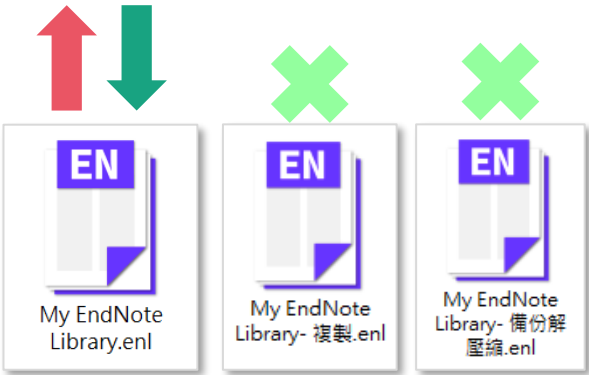 EN
My EndNote
Library.enl
EN
My EndNote
Library- 複製.enl
EN
My EndNote
Library- 備份解
壓縮.enl